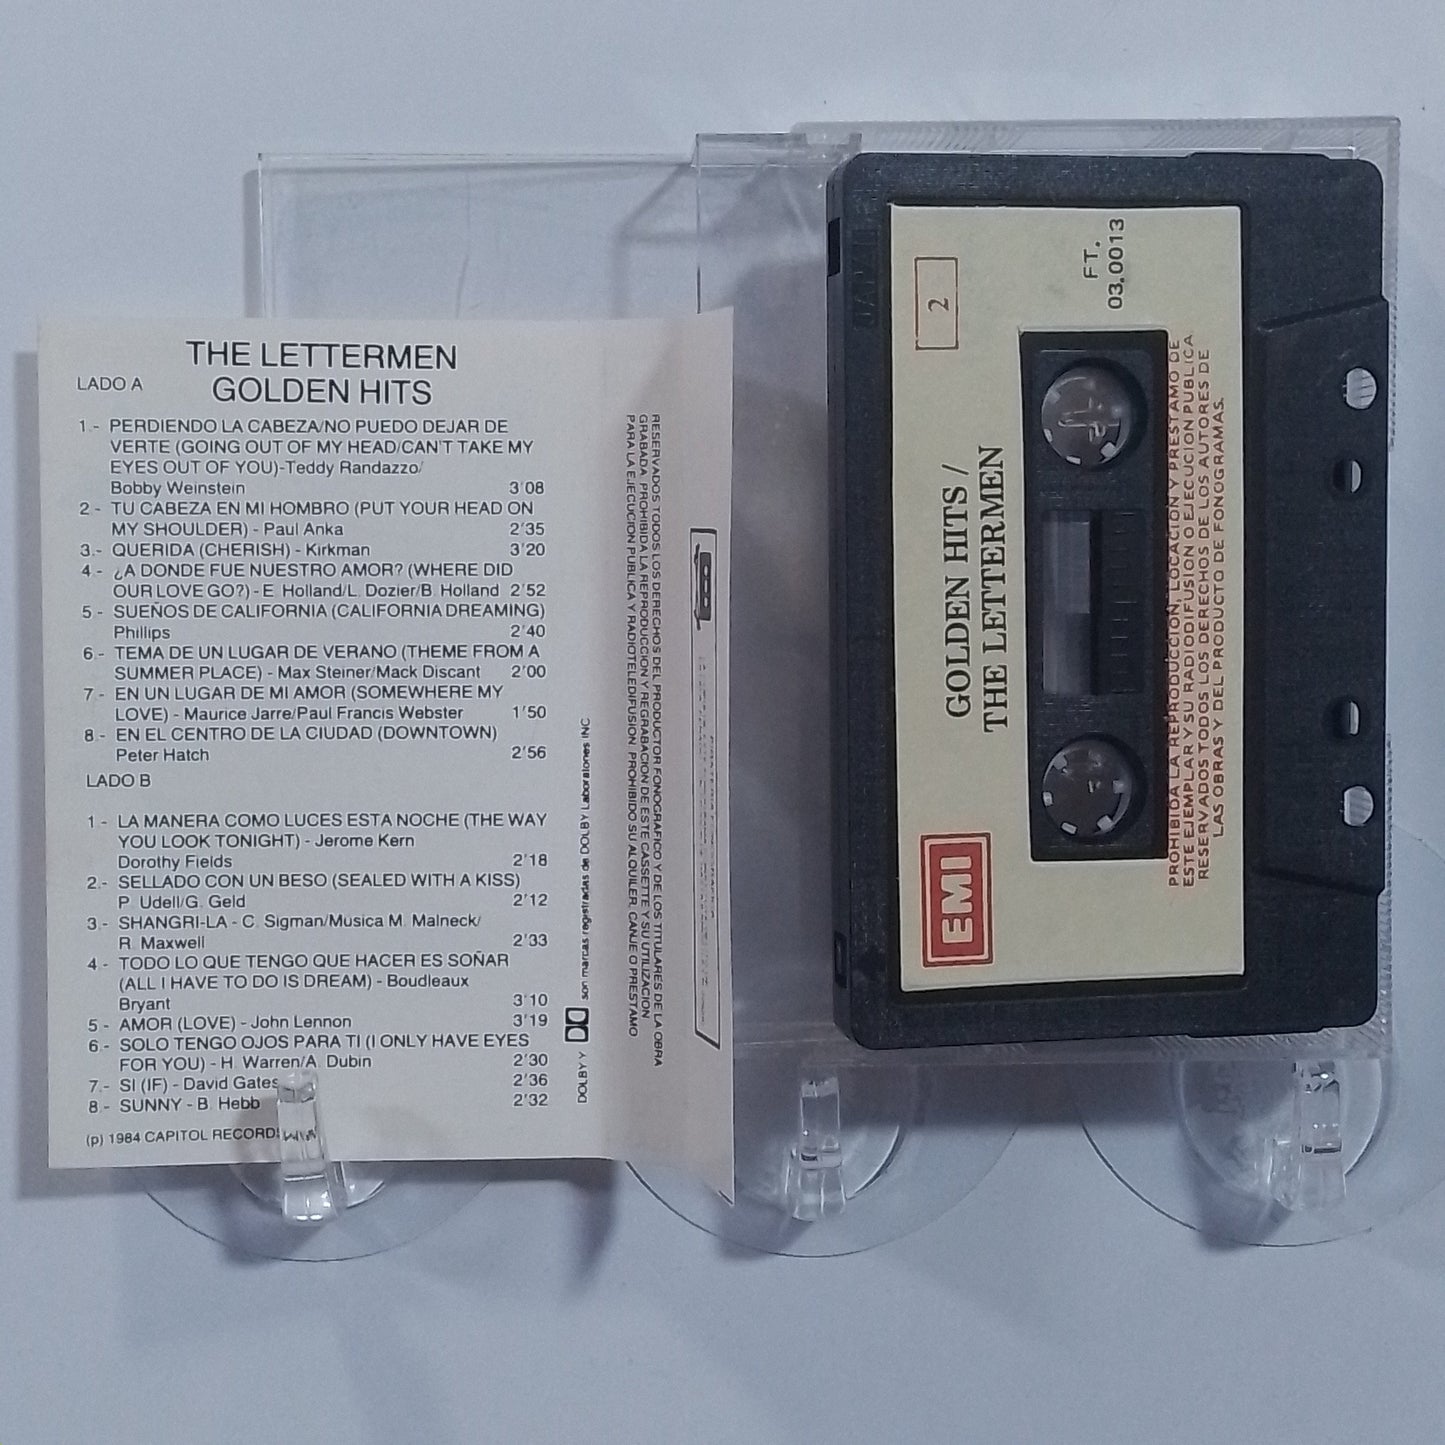 THE LETTERMEN
GOLDEN HITS
LADO A
1.- PERDIENDO LA CABEZA/NO PUEDO DEJAR DE
VERTE (GOING OUT OF MY HEAD/CAN'T TAKE MY
EYES OUT OF YOU)-Teddy Randazzo/
Bobby Weinstein 3'08
2.- TU CABEZA EN MI HOMBRO (PUT YOUR HEAD ON
MY SHOULDER) - Paul Anka 2'35
3.- QUERIDA (CHERISH) - Kirkman 3'20
4.- ¿A DONDE FUE NUESTRO AMOR? (WHERE DID
OUR LOVE GO?) - E. Holland/L. Dozier/B. Holland 2'52
5.- SUEÑOS DE CALIFORNIA (CALIFORNIA DREAMING)
Phillips 2'40
6.- TEMA DE UN LUGAR DE VERANO (THEME FROM A
SUMMER PLACE) - Max Steiner/Mack Discant 2'00
7.- EN UN LUGAR DE MI AMOR (SOMEWHERE MY
LOVE) - Maurice Jarre/Paul Francis Webster 1'50
8.- EN EL CENTRO DE LA CIUDAD (DOWNTOWN)
Peter Hatch 2'56
LADO B
1.- LA MANERA COMO LUCES ESTA NOCHE (THE WAY
YOU LOOK TONIGHT) - Jerome Kern
Dorothy Fields 2'18
2.- SELLADO CON UN BESO (SEALED WITH A KISS)
P. Udell/G. Geld 2'12
3.- SHANGRI-LA - C. Sigman/Musica M. Malneck/
R. Maxwell 2'33
4.- TODO LO QUE TENGO QUE HACER ES SOÑAR
(ALL I HAVE TO DO IS DREAM) - Boudleaux
Bryant 3'10
5.- AMOR (LOVE) - John Lennon 3'19
6.- SOLO TENGO OJOS PARA TI (I ONLY HAVE EYES
FOR YOU) - H. Warren/A. Dubin 2'30
7.- SI (IF) - David Gates 2'36
8.- SUNNY - B. Hebb 2'32
(p) 1984 CAPITOL RECORDS
DOLBY Y son marcas registradas de DOLBY Laboratories INC
RESERVADOS TODOS LOS DERECHOS DEL PRODUCTOR FONOGRAFICO Y DE LOS TITULARES DE LA OBRA
GRABADA. PROHIBIDA LA REPRODUCCION Y REGRABACION DE ESTE CASSETTE Y SU UTILIZACION
PARA LA EJECUCION PUBLICA Y RADIOTELEDIFUSION. PROHIBIDO SU ALQUILER, CANJE O PRESTAMO
EMI
2
FT.
03.0013
GOLDEN HITS/
THE LETTERMEN
PROHIBIDA LA REPRODUCCION, LOCACION Y PRESTAMO DE
ESTE EJEMPLAR Y SU RADIODIFUSION O EJECUCION PUBLICA
RESERVADOS TODOS LOS DERECHOS DE LOS AUTORES DE
LAS OBRAS Y DEL PRODUCTO DE FONOGRAMAS.